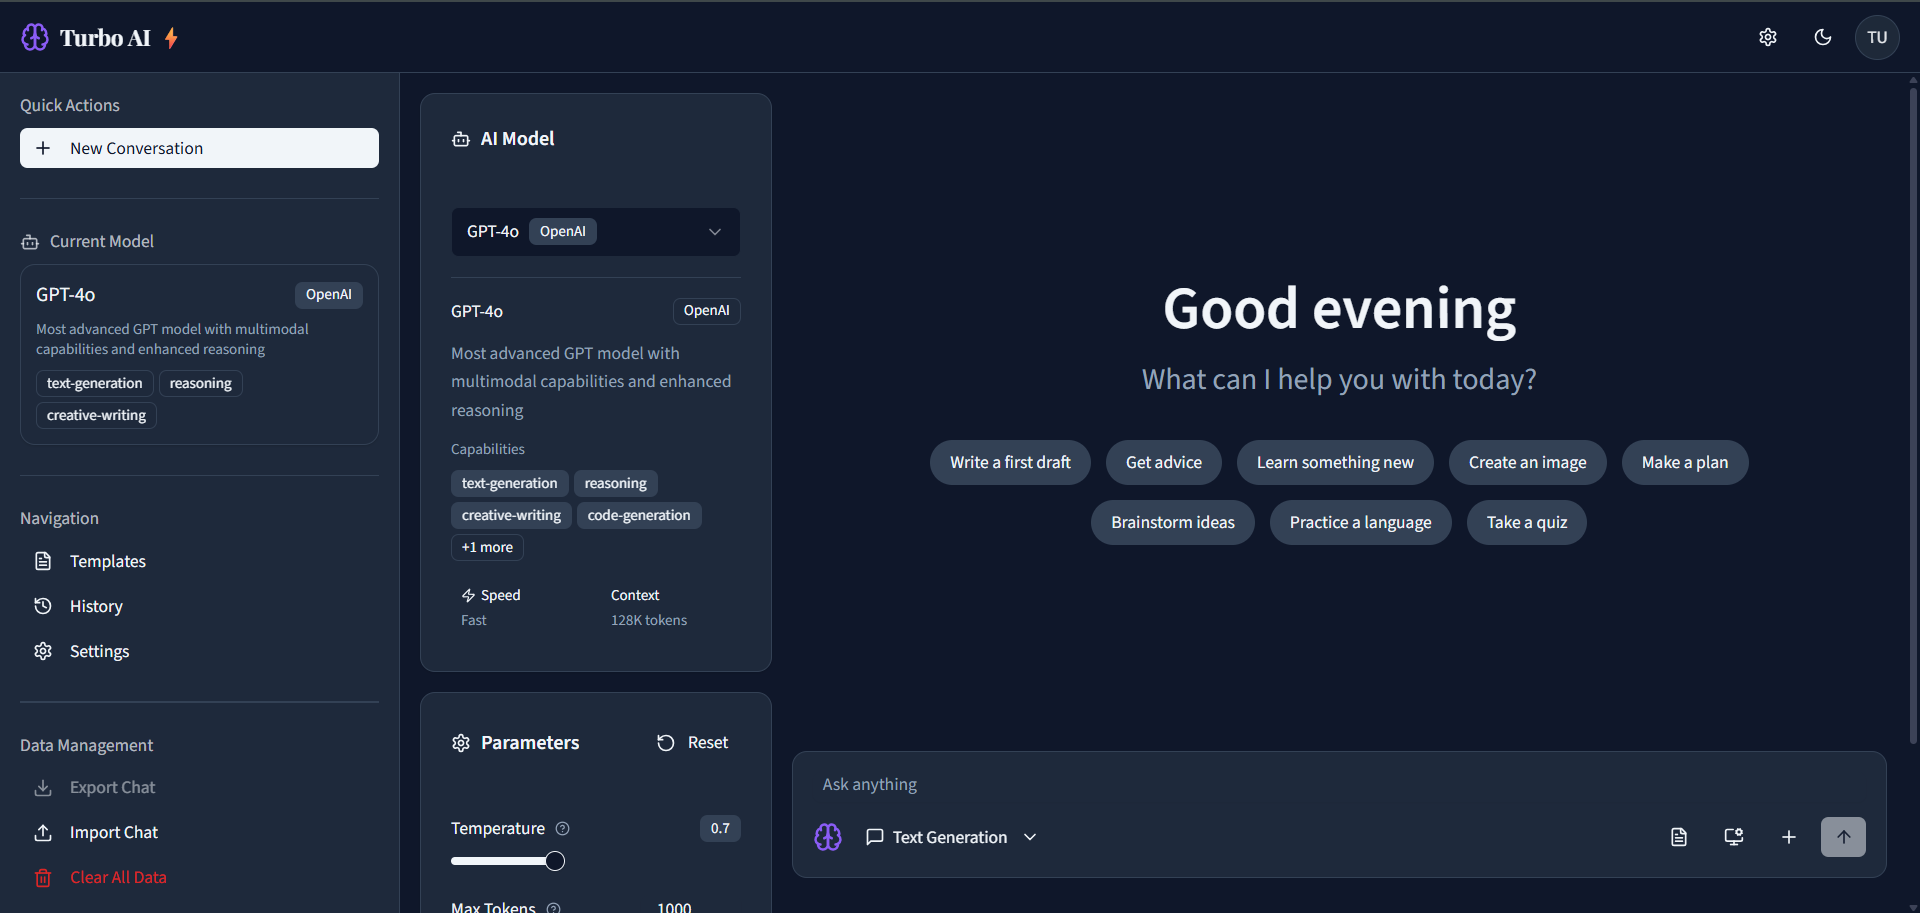 Turbo AI
TU
Quick Actions
New Conversation
Current Model
GPT-4o
OpenAI
Most advanced GPT model with multimodal
capabilities and enhanced reasoning
text-generation
reasoning
creative-writing
Navigation
Templates
History
Settings
Data Management
Export Chat
Import Chat
Clear All Data
AI Model
GPT-4o OpenAI
GPT-4o
OpenAI
Most advanced GPT model with
multimodal capabilities and enhanced
reasoning
Capabilities
text-generation reasoning
creative-writing code-generation
+1 more
Speed Context
Fast 128K tokens
Parameters Reset
Temperature 0.7
Max Tokens 1000
Good evening
What can I help you with today?
Write a first draft Get advice Learn something new Create an image Make a plan
Brainstorm ideas Practice a language Take a quiz
Ask anything
Text Generation